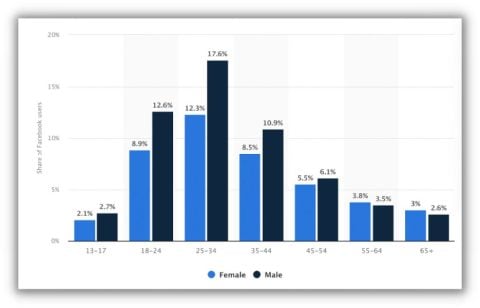 20%
15%
10%
5%
0%
Share of Facebook users
2.1% 2.7% 8.9% 12.6% 12.3% 17.6% 8.5% 10.9% 5.5% 6.1% 3.8% 3.5% 3% 2.6%
13–17 18–24 25–34 35–44 45–54 55–64 65+
Female Male